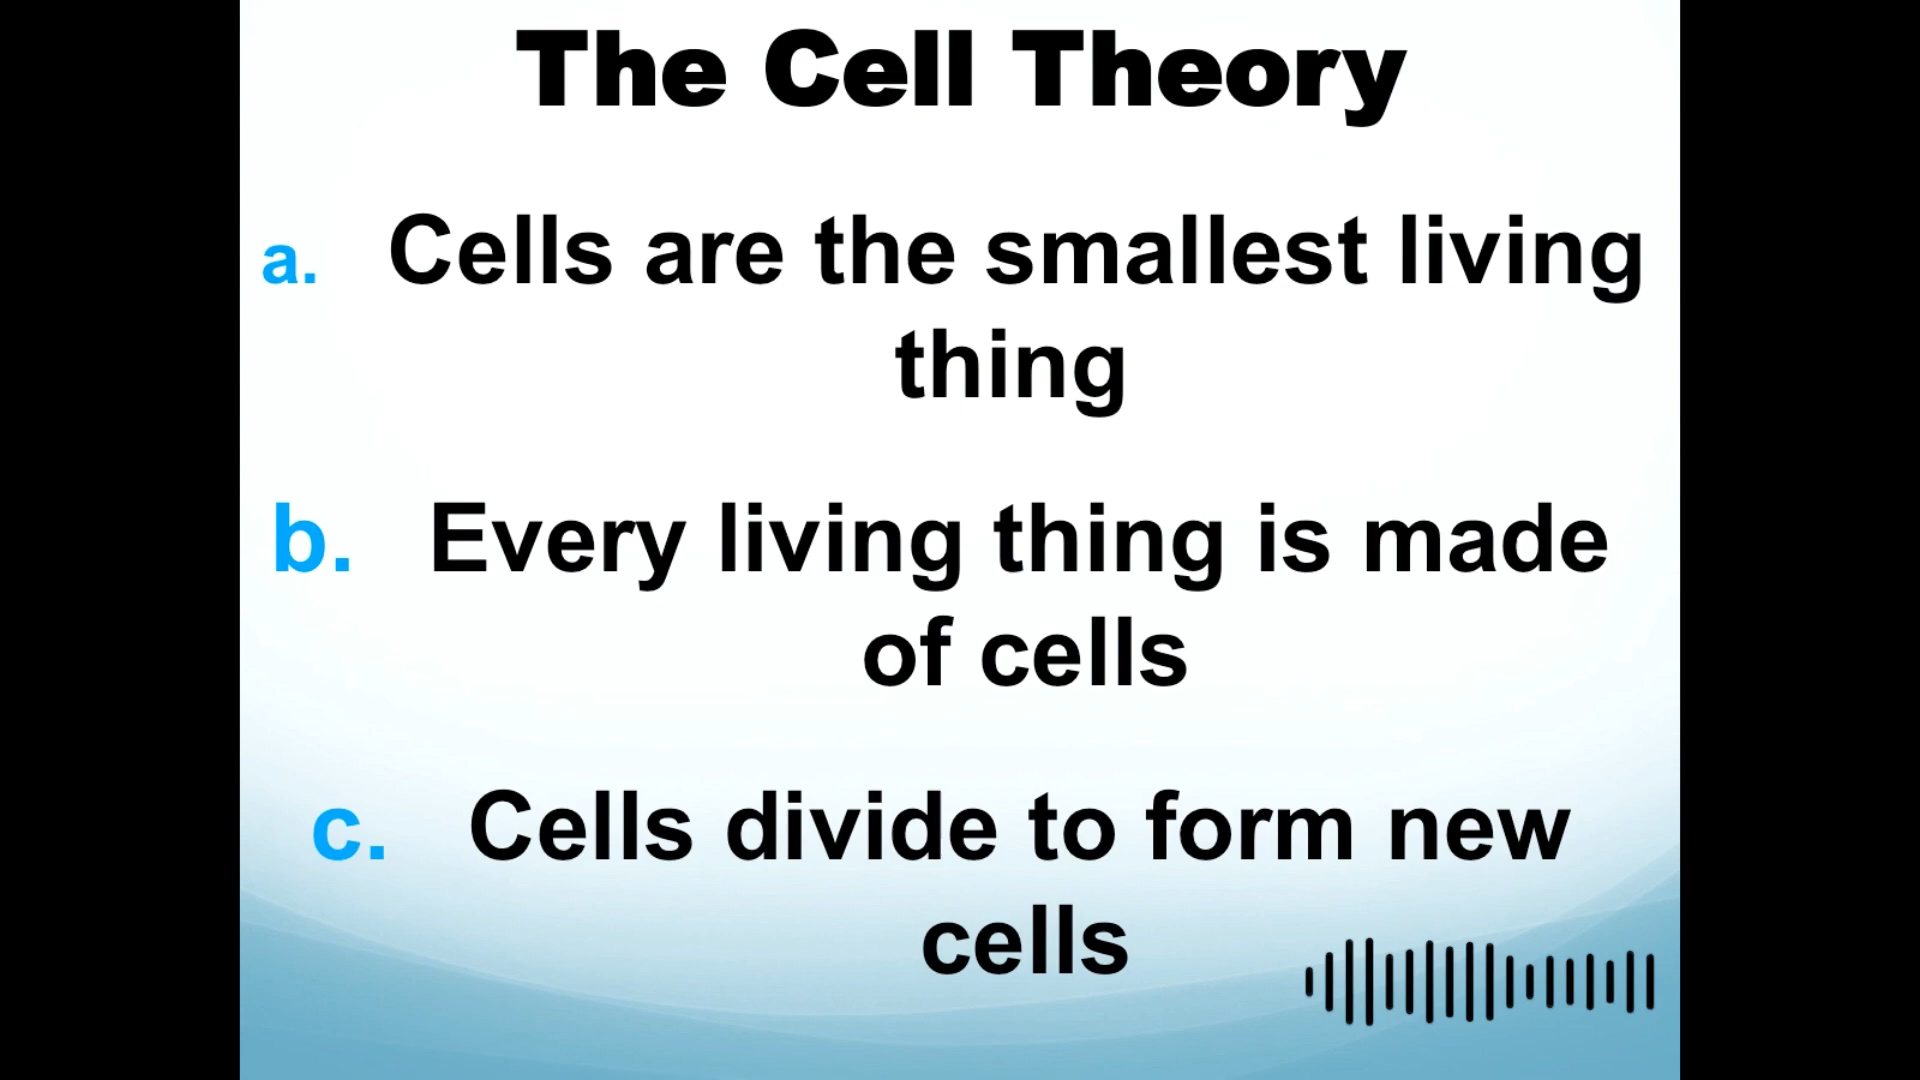 The Cell Theory
a. Cells are the smallest living
thing
b. Every living thing is made
of cells
c. Cells divide to form new
cells